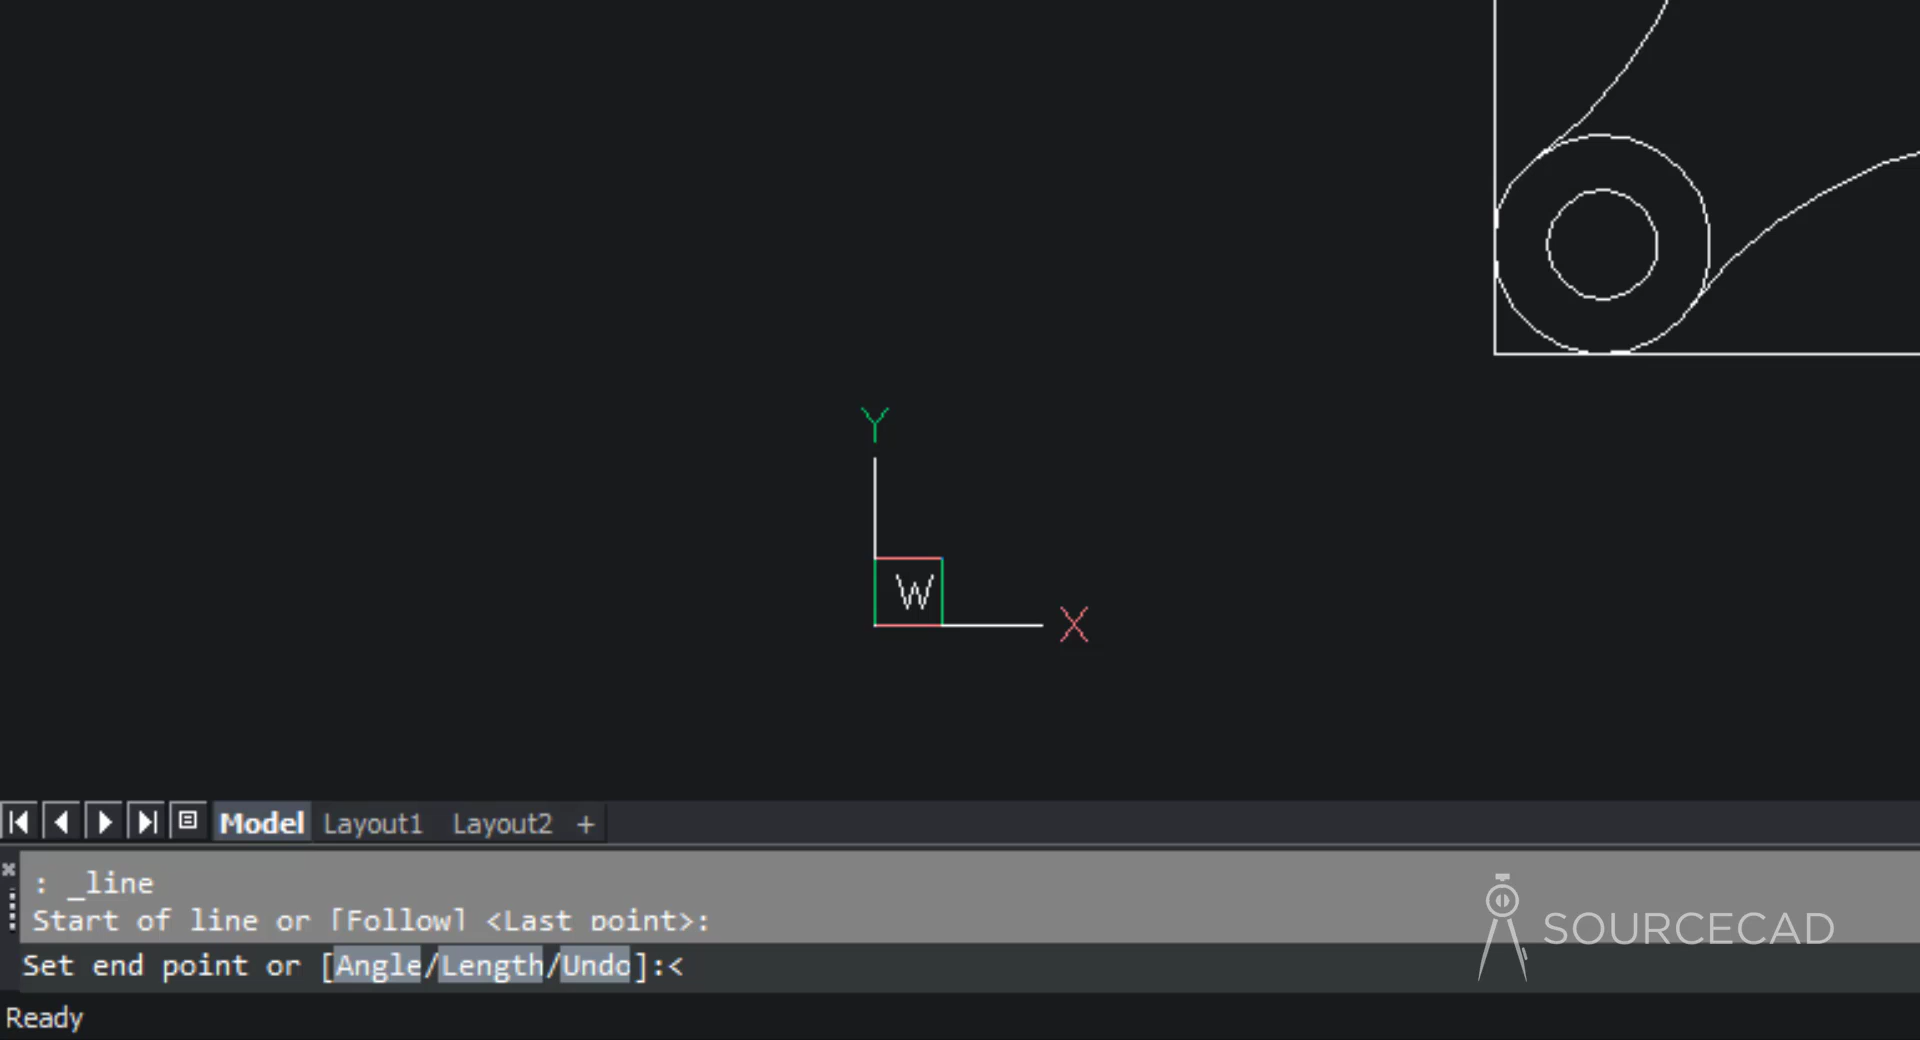 Y
W
X
Model Layout1 Layout2 +
: _line
Start of line or [Follow] <Last point>:
Set end point or [Angle/Length/Undo]:<
SOURCECAD
Ready